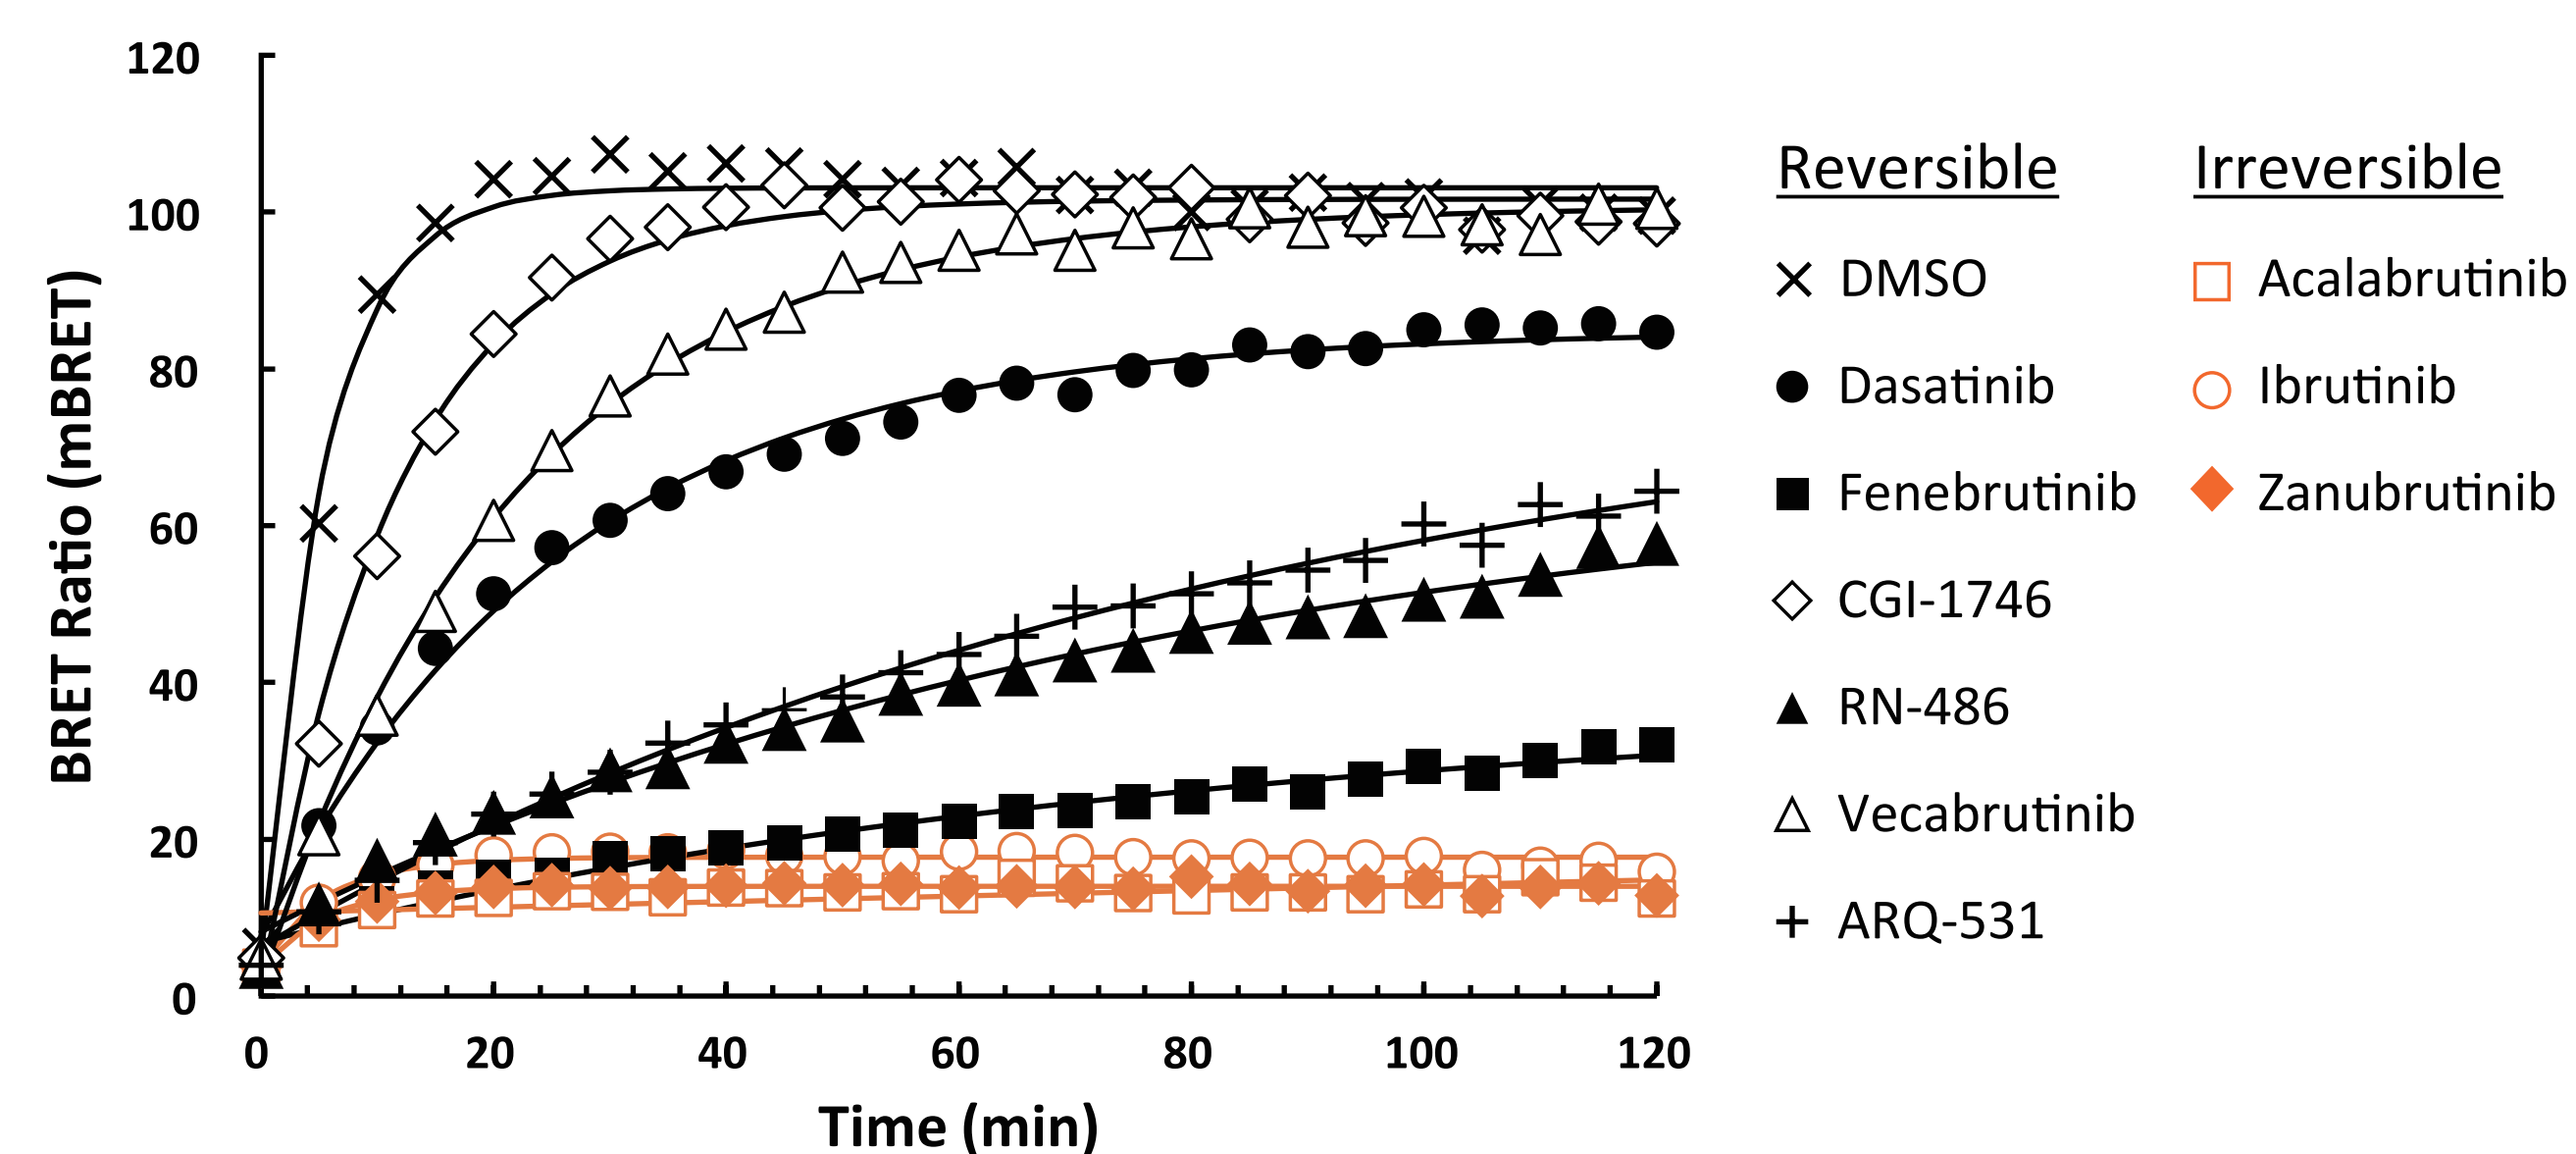 BRET Ratio (mBRET)
120
100
80
60
40
20
0
0 20 40 60 80 100 120
Time (min)
Reversible
DMSO
Dasatinib
Fenebrutinib
CGI-1746
RN-486
Vecabrutinib
ARQ-531
Irreversible
Acalabrutinib
Ibrutinib
Zanubrutinib